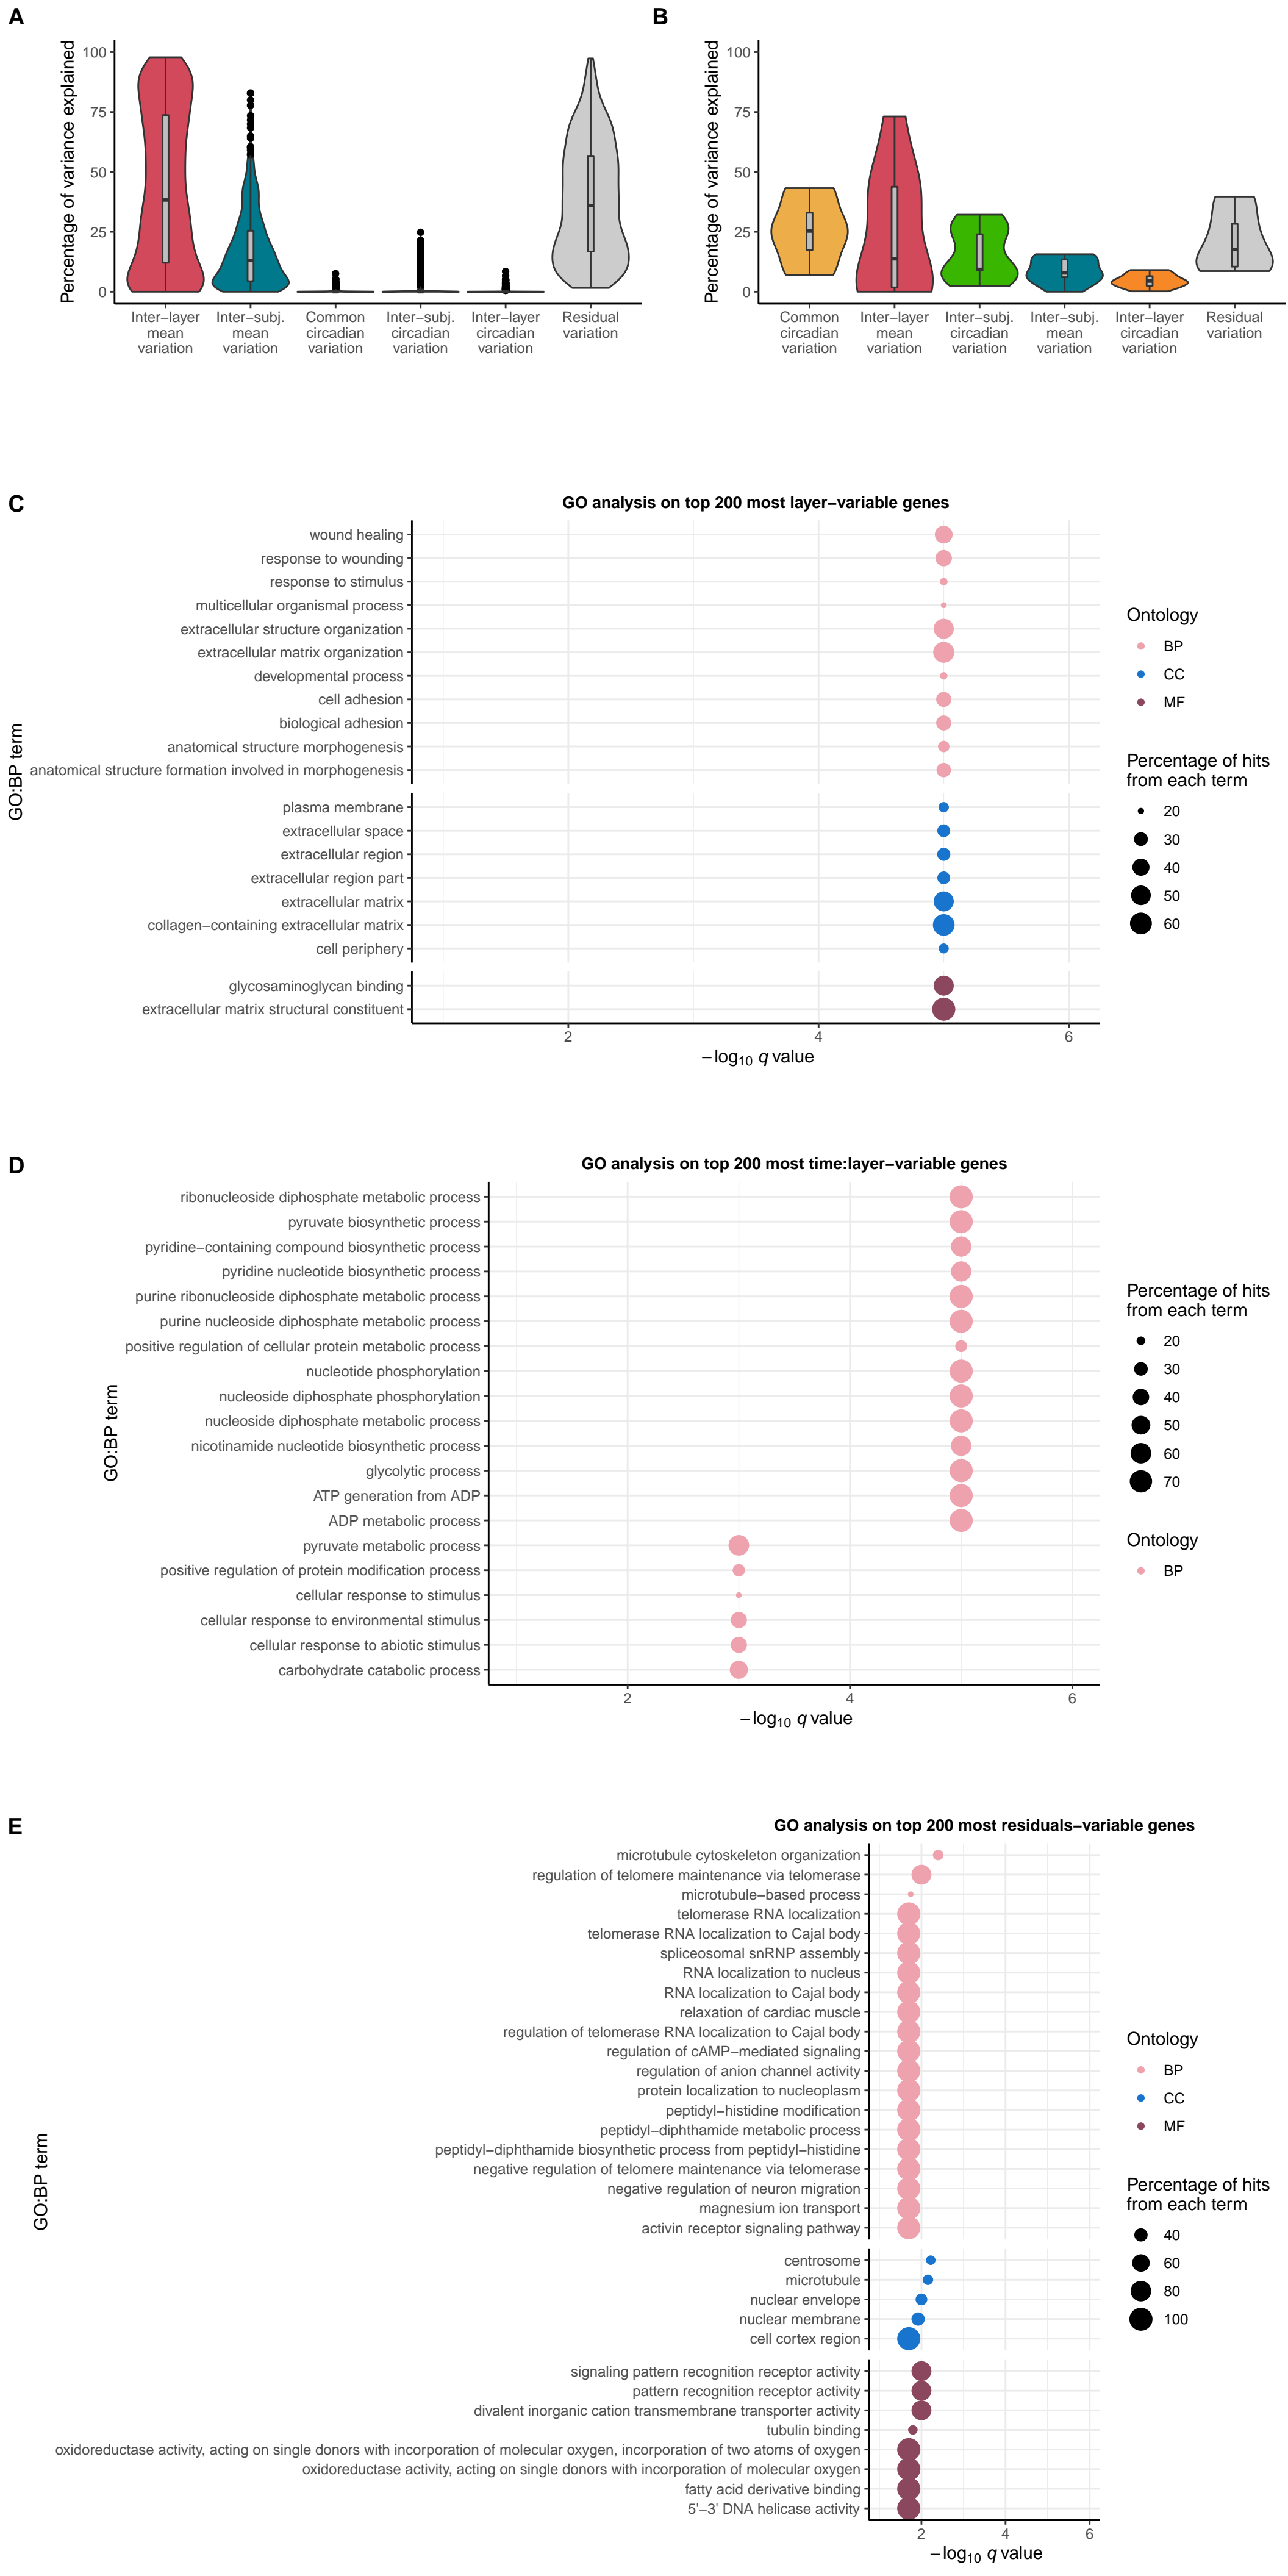 A
Percentage of variance explained
100
75
50
25
0
Inter−layer
mean
variation
Inter−subj.
mean
variation
Common
circadian
variation
Inter−subj.
circadian
variation
Inter−layer
circadian
variation
Residual
variation
B
Percentage of variance explained
100
75
50
25
0
Common
circadian
variation
Inter−layer
mean
variation
Inter−subj.
circadian
variation
Inter−subj.
mean
variation
Inter−layer
circadian
variation
Residual
variation
C
GO analysis on top 200 most layer−variable genes
GO:BP term
wound healing
response to wounding
response to stimulus
multicellular organismal process
extracellular structure organization
extracellular matrix organization
developmental process
cell adhesion
biological adhesion
anatomical structure morphogenesis
anatomical structure formation involved in morphogenesis
plasma membrane
extracellular space
extracellular region
extracellular region part
extracellular matrix
collagen−containing extracellular matrix
cell periphery
glycosaminoglycan binding
extracellular matrix structural constituent
2 4 6
−log10 q value
Ontology
BP
CC
MF
Percentage of hits
from each term
20
30
40
50
60
D
GO analysis on top 200 most time:layer−variable genes
GO:BP term
ribonucleoside diphosphate metabolic process
pyruvate biosynthetic process
pyridine−containing compound biosynthetic process
pyridine nucleotide biosynthetic process
purine ribonucleoside diphosphate metabolic process
purine nucleoside diphosphate metabolic process
positive regulation of cellular protein metabolic process
nucleotide phosphorylation
nucleoside diphosphate phosphorylation
nucleoside diphosphate metabolic process
nicotinamide nucleotide biosynthetic process
glycolytic process
ATP generation from ADP
ADP metabolic process
pyruvate metabolic process
positive regulation of protein modification process
cellular response to stimulus
cellular response to environmental stimulus
cellular response to abiotic stimulus
carbohydrate catabolic process
2 4 6
−log10 q value
Percentage of hits
from each term
20
30
40
50
60
70
Ontology
BP
E
GO analysis on top 200 most residuals−variable genes
GO:BP term
microtubule cytoskeleton organization
regulation of telomere maintenance via telomerase
microtubule−based process
telomerase RNA localization
telomerase RNA localization to Cajal body
spliceosomal snRNP assembly
RNA localization to nucleus
RNA localization to Cajal body
relaxation of cardiac muscle
regulation of telomerase RNA localization to Cajal body
regulation of cAMP−mediated signaling
regulation of anion channel activity
protein localization to nucleoplasm
peptidyl−histidine modification
peptidyl−diphthamide metabolic process
peptidyl−diphthamide biosynthetic process from peptidyl−histidine
negative regulation of telomere maintenance via telomerase
negative regulation of neuron migration
magnesium ion transport
activin receptor signaling pathway
centrosome
microtubule
nuclear envelope
nuclear membrane
cell cortex region
signaling pattern recognition receptor activity
pattern recognition receptor activity
divalent inorganic cation transmembrane transporter activity
tubulin binding
oxidoreductase activity, acting on single donors with incorporation of molecular oxygen, incorporation of two atoms of oxygen
oxidoreductase activity, acting on single donors with incorporation of molecular oxygen
fatty acid derivative binding
5'−3' DNA helicase activity
2 4 6
−log10 q value
Ontology
BP
CC
MF
Percentage of hits
from each term
40
60
80
100